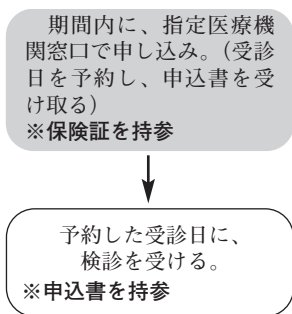 期間内に、指定医療機
関窓口で申し込み。(受診
日を予約し、申込書を受
け取る)
※保険証を持参
予約した受診日に、
検診を受ける。
※申込書を持参